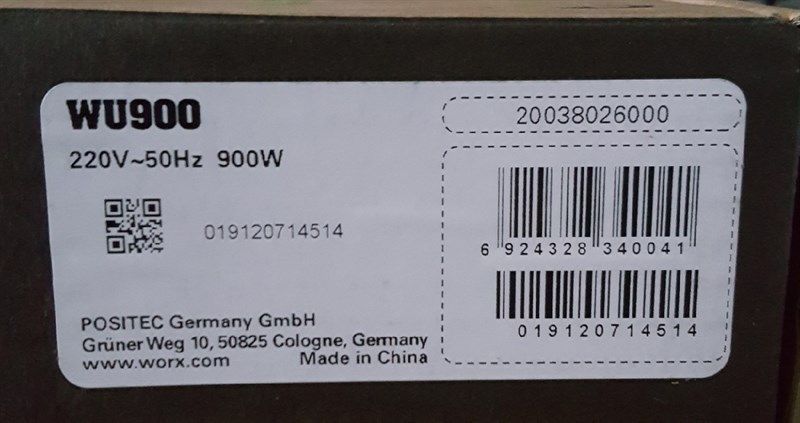 WU900
220V~50Hz 900W
019120714514
POSITEC Germany GmbH
Grüner Weg 10, 50825 Cologne, Germany
www.worx.com Made in China
20038026000
6 924328 340041
019120714514